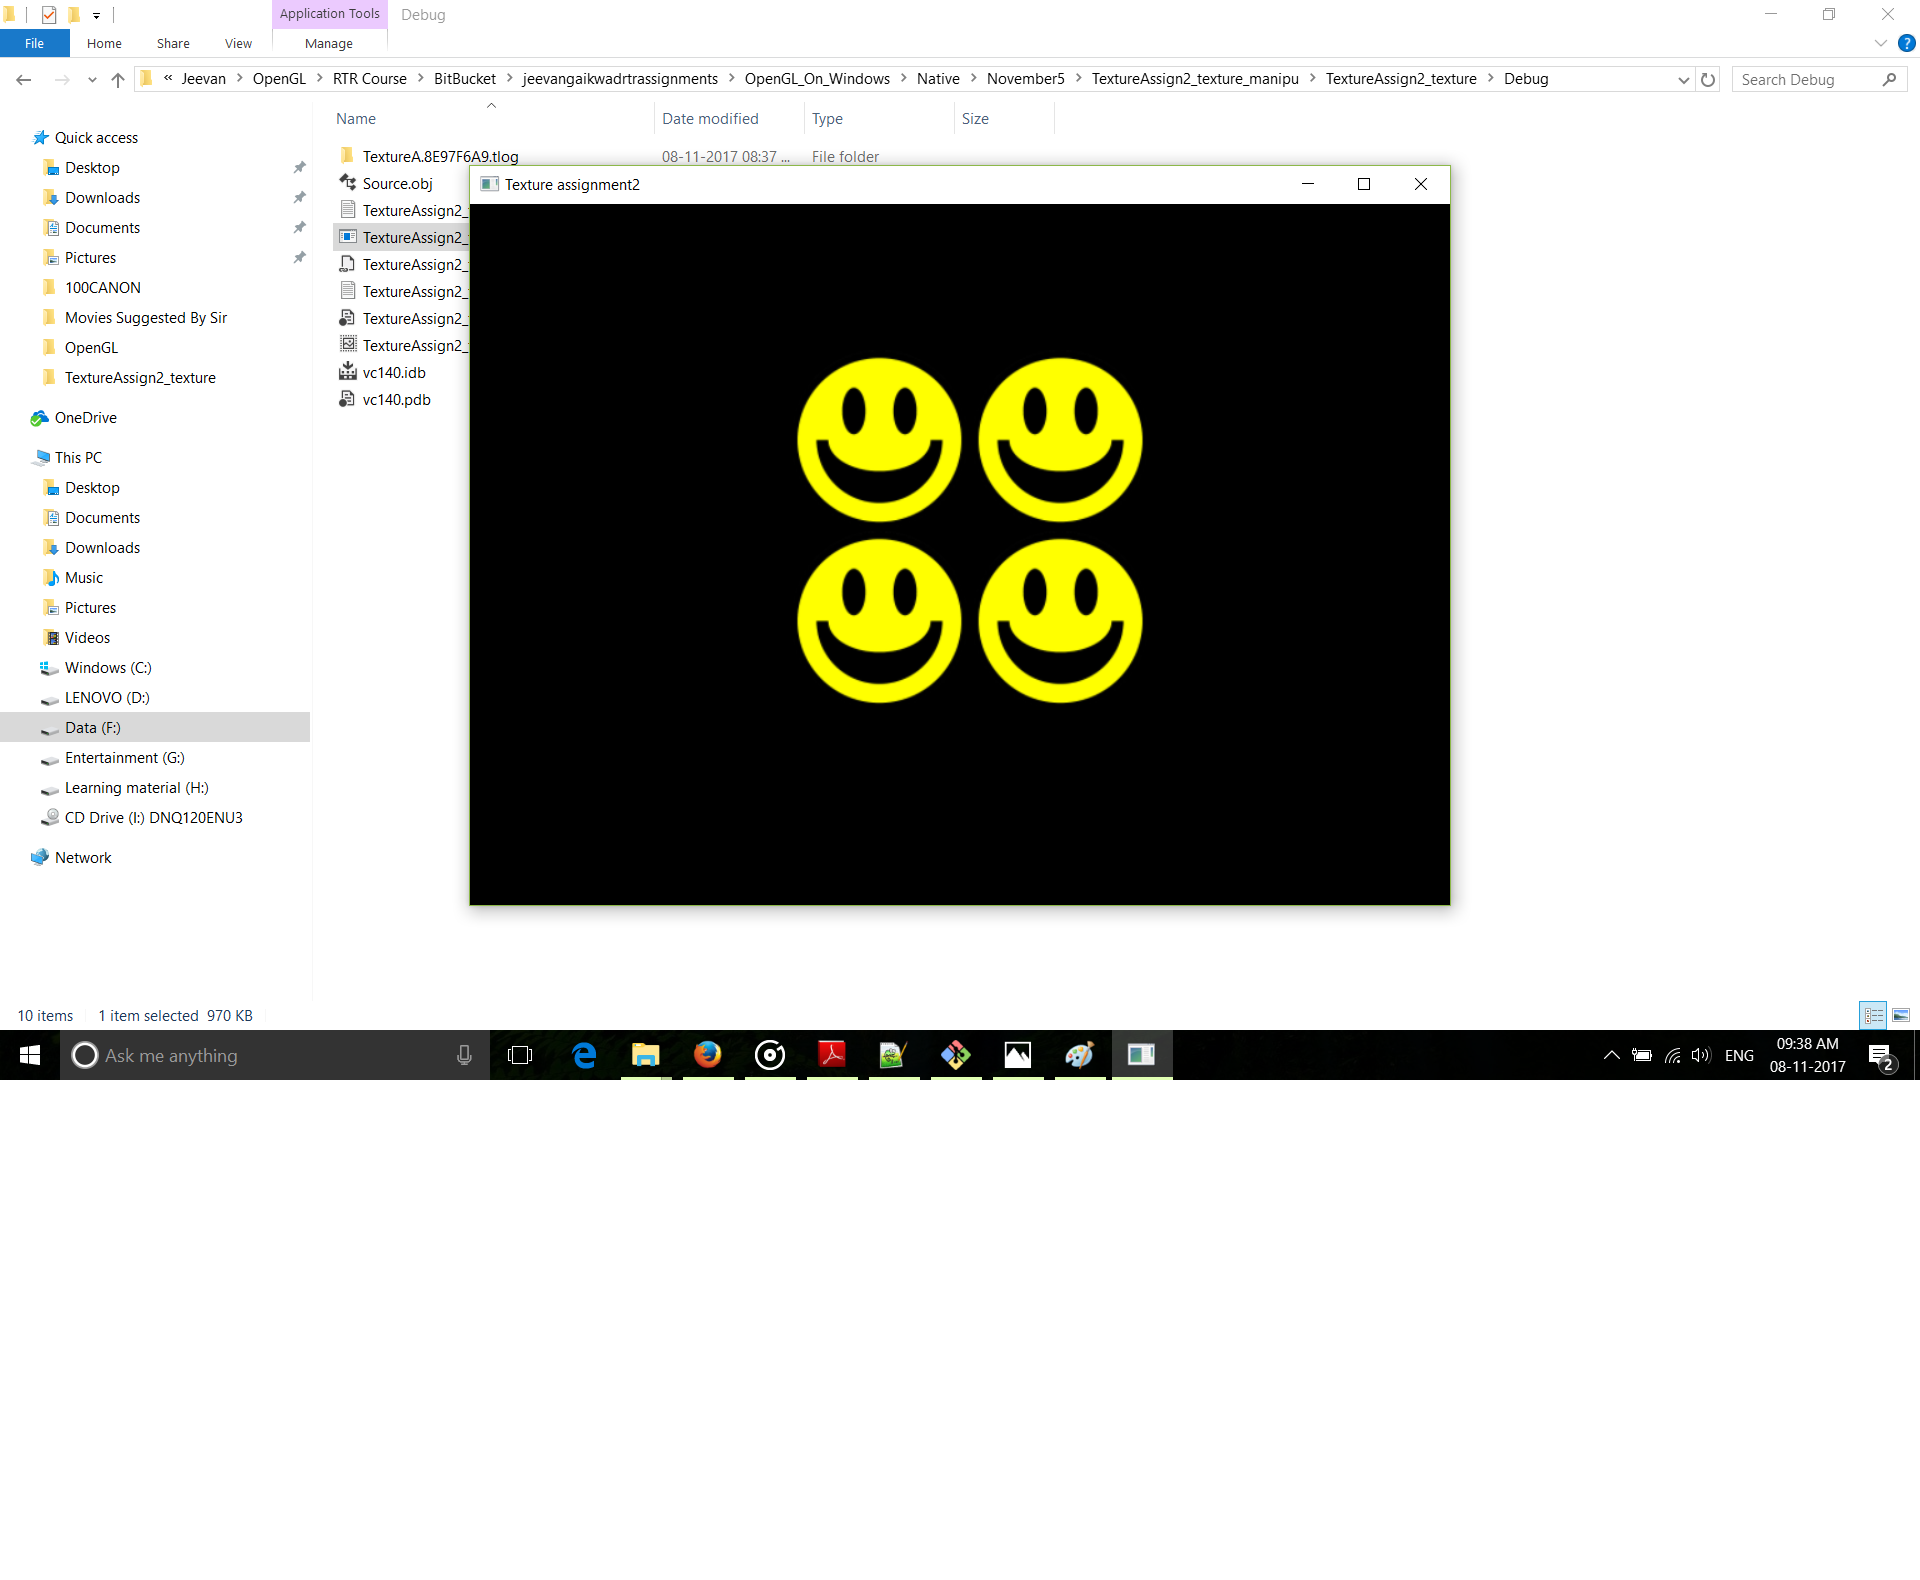 Application Tools Debug
File Home Share View Manage
« Jeevan OpenGL RTR Course BitBucket jeevangaikwadrtrassignments OpenGL_On_Windows Native November5 TextureAssign2_texture_manipu TextureAssign2_texture Debug Search Debug
Name Date modified Type Size
Quick access
Desktop
Downloads
Documents
Pictures
100CANON
Movies Suggested By Sir
OpenGL
TextureAssign2_texture
OneDrive
This PC
Desktop
Documents
Downloads
Music
Pictures
Videos
Windows (C:)
LENOVO (D:)
Data (F:)
Entertainment (G:)
Learning material (H:)
CD Drive (I:) DNQ120ENU3
Network
TextureA.8E97F6A9.tlog 08-11-2017 08:37 ... File folder
Source.obj
TextureAssign2_
TextureAssign2_
TextureAssign2_
TextureAssign2_
TextureAssign2_
TextureAssign2_
vc140.idb
vc140.pdb
Texture assignment2
10 items 1 item selected 970 KB
Ask me anything
ENG
09:38 AM
08-11-2017
2